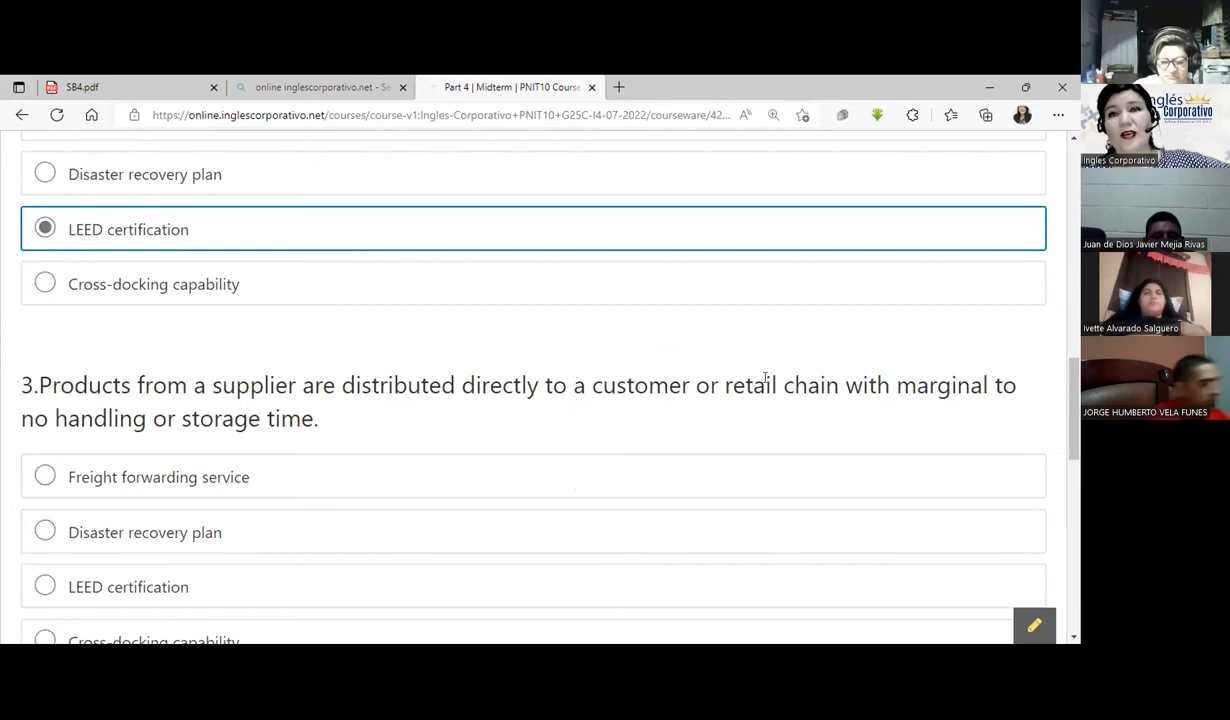 SB4.pdf
online inglescorporativo.net - Se
Part 4 | Midterm | PNIT10 Course
https://online.inglescorporativo.net/courses/course-v1:Ingles-Corporativo+PNIT10+G25C-I4-07-2022/courseware/42...
Disaster recovery plan
LEED certification
Cross-docking capability
3.Products from a supplier are distributed directly to a customer or retail chain with marginal to
no handling or storage time.
Freight forwarding service
Disaster recovery plan
LEED certification
Cross-docking capability
Inglés
Corporativo
Ingles Corporativo
Juan de Dios Javier Mejia Rivas
Ivette Alvarado Salguero
JORGE HUMBERTO VELA FUNES